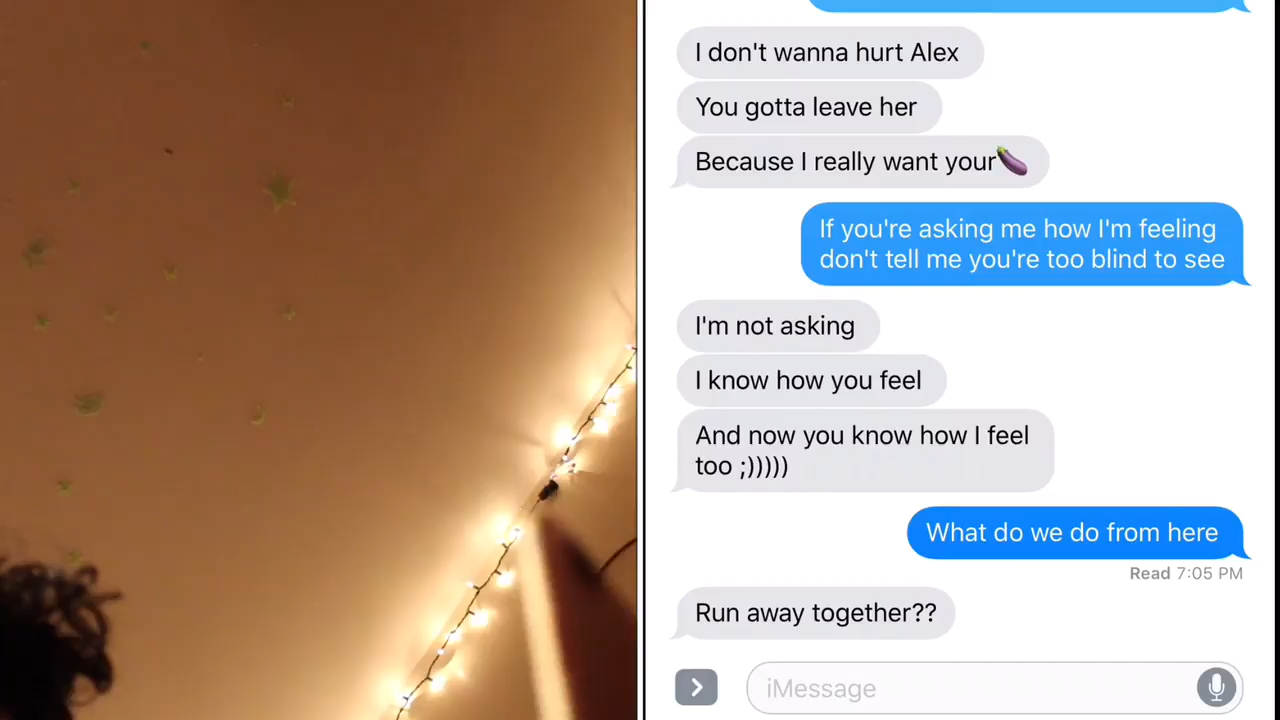 I don't wanna hurt Alex
You gotta leave her
Because I really want your🍆
If you're asking me how I'm feeling
don't tell me you're too blind to see
I'm not asking
I know how you feel
And now you know how I feel
too ;)))))
What do we do from here
Read 7:05 PM
Run away together??
iMessage